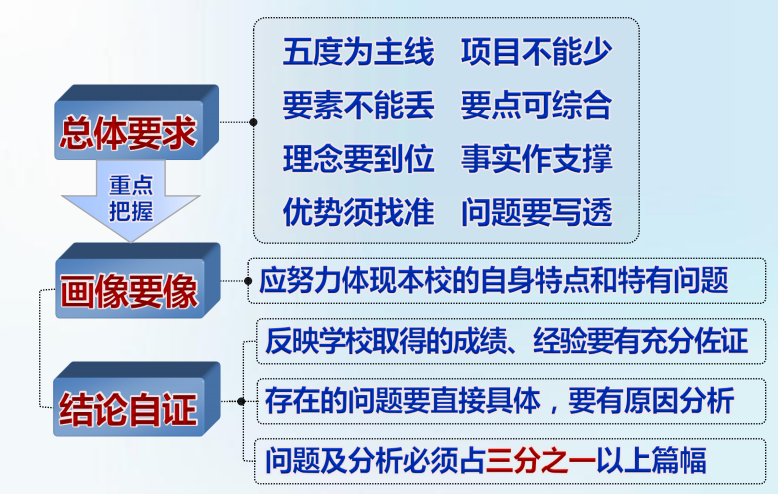 总体要求
五度为主线 项目不能少
要素不能丢 要点可综合
理念要到位 事实作支撑
优势须找准 问题要写透
重点
把握
画像要像
应努力体现本校的自身特点和特有问题
结论自证
反映学校取得的成绩、经验要有充分佐证
存在的问题要直接具体，要有原因分析
问题及分析必须占三分之一以上篇幅